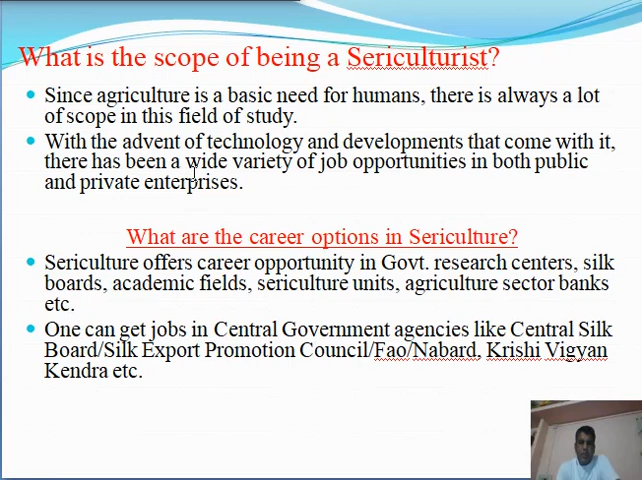 What is the scope of being a Sericulturist?
Since agriculture is a basic need for humans, there is always a lot
of scope in this field of study.
With the advent of technology and developments that come with it,
there has been a wide variety of job opportunities in both public
and private enterprises.
What are the career options in Sericulture?
Sericulture offers career opportunity in Govt. research centers, silk
boards, academic fields, sericulture units, agriculture sector banks
etc.
One can get jobs in Central Government agencies like Central Silk
Board/Silk Export Promotion Council/Fao/Nabard, Krishi Vigyan
Kendra etc.